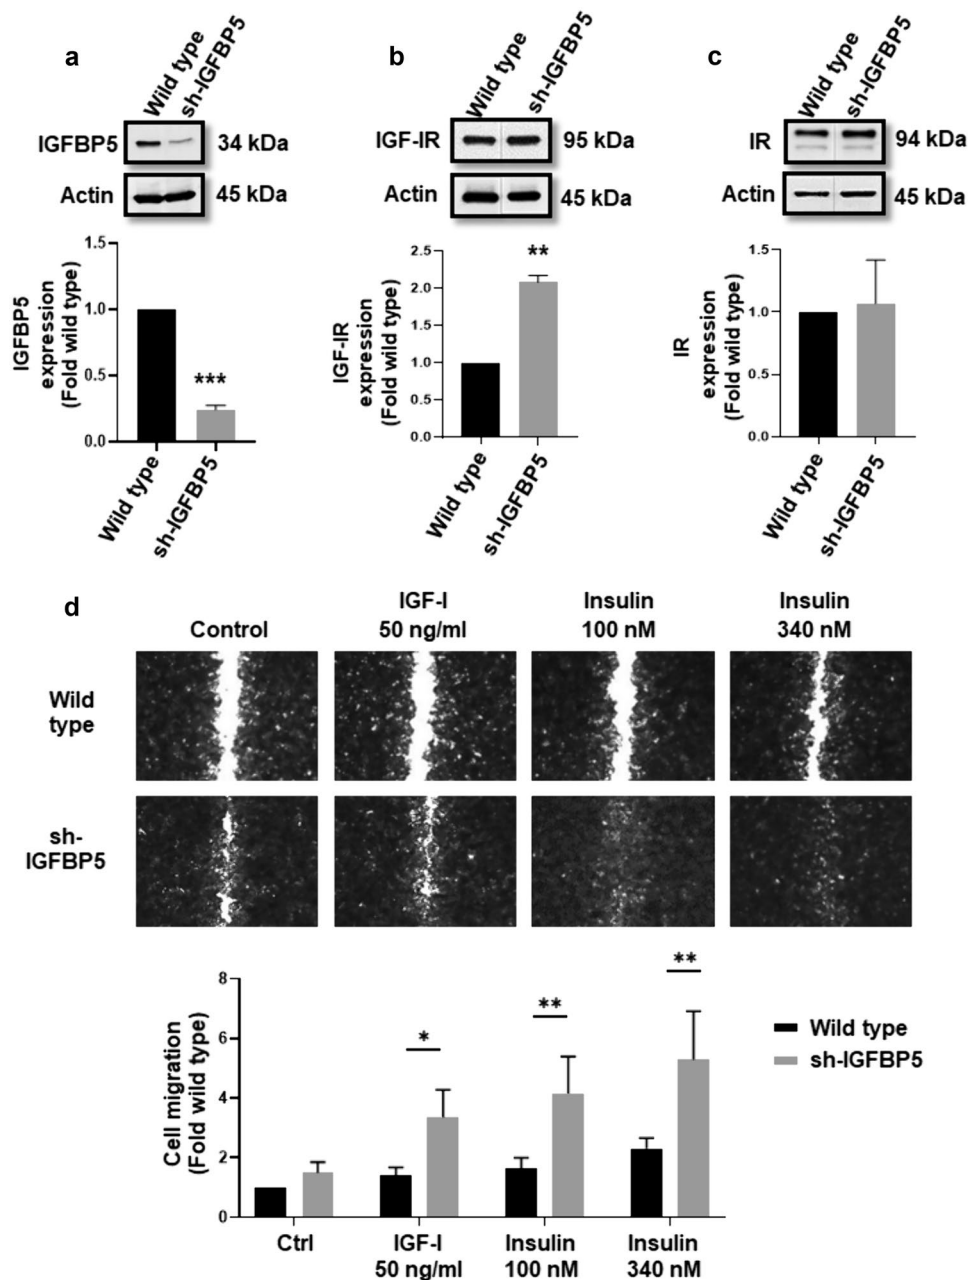 a
Wild type
sh-IGFBP5
IGFBP5
34 kDa
Actin
45 kDa
IGFBP5
expression
(Fold wild type)
1.5
1.0
0.5
0.0
***
Wild type
sh-IGFBP5
b
Wild type
sh-IGFBP5
IGF-IR
95 kDa
Actin
45 kDa
IGF-IR
expression
(Fold wild type)
2.5
2.0
1.5
1.0
0.5
0.0
**
Wild type
sh-IGFBP5
c
Wild type
sh-IGFBP5
IR
94 kDa
Actin
45 kDa
IR
expression
(Fold wild type)
1.5
1.0
0.5
0.0
Wild type
sh-IGFBP5
d
Control
IGF-I
50 ng/ml
Insulin
100 nM
Insulin
340 nM
Wild
type
sh-
IGFBP5
Cell migration
(Fold wild type)
8
6
4
2
0
*
**
**
Ctrl
IGF-I
50 ng/ml
Insulin
100 nM
Insulin
340 nM
Wild type
sh-IGFBP5